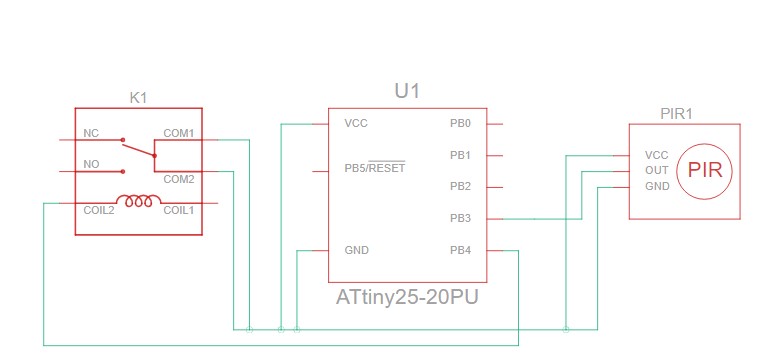 U1
K1
PIR1
NC
COM1
NO
COM2
COIL2
COIL1
VCC
PB0
PB5/RESET
PB1
PB2
PB3
GND
PB4
ATtiny25-20PU
VCC
OUT
GND
PIR